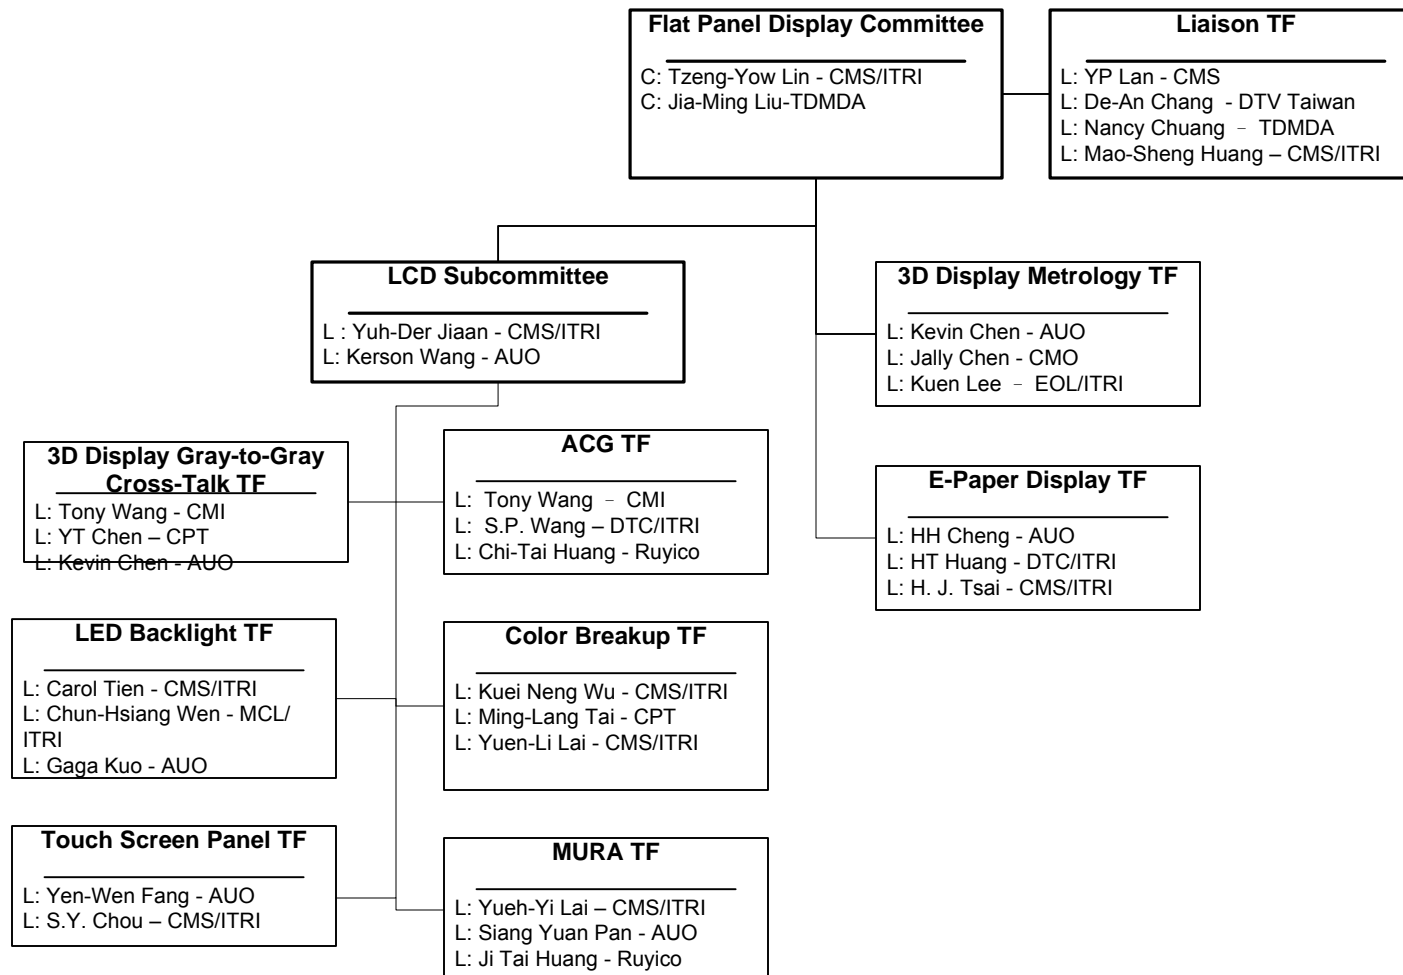 Flat Panel Display Committee
C: Tzeng-Yow Lin - CMS/ITRI
C: Jia-Ming Liu-TDMDA
Liaison TF
L: YP Lan - CMS
L: De-An Chang - DTV Taiwan
L: Nancy Chuang – TDMDA
L: Mao-Sheng Huang – CMS/ITRI
LCD Subcommittee
L : Yuh-Der Jiaan - CMS/ITRI
L: Kerson Wang - AUO
3D Display Metrology TF
L: Kevin Chen - AUO
L: Jally Chen - CMO
L: Kuen Lee – EOL/ITRI
3D Display Gray-to-Gray
Cross-Talk TF
L: Tony Wang - CMI
L: YT Chen – CPT
L: Kevin Chen - AUO
ACG TF
L: Tony Wang – CMI
L: S.P. Wang – DTC/ITRI
L: Chi-Tai Huang - Ruyico
E-Paper Display TF
L: HH Cheng - AUO
L: HT Huang - DTC/ITRI
L: H. J. Tsai - CMS/ITRI
LED Backlight TF
L: Carol Tien - CMS/ITRI
L: Chun-Hsiang Wen - MCL/
ITRI
L: Gaga Kuo - AUO
Color Breakup TF
L: Kuei Neng Wu - CMS/ITRI
L: Ming-Lang Tai - CPT
L: Yuen-Li Lai - CMS/ITRI
Touch Screen Panel TF
L: Yen-Wen Fang - AUO
L: S.Y. Chou – CMS/ITRI
MURA TF
L: Yueh-Yi Lai – CMS/ITRI
L: Siang Yuan Pan - AUO
L: Ji Tai Huang - Ruyico